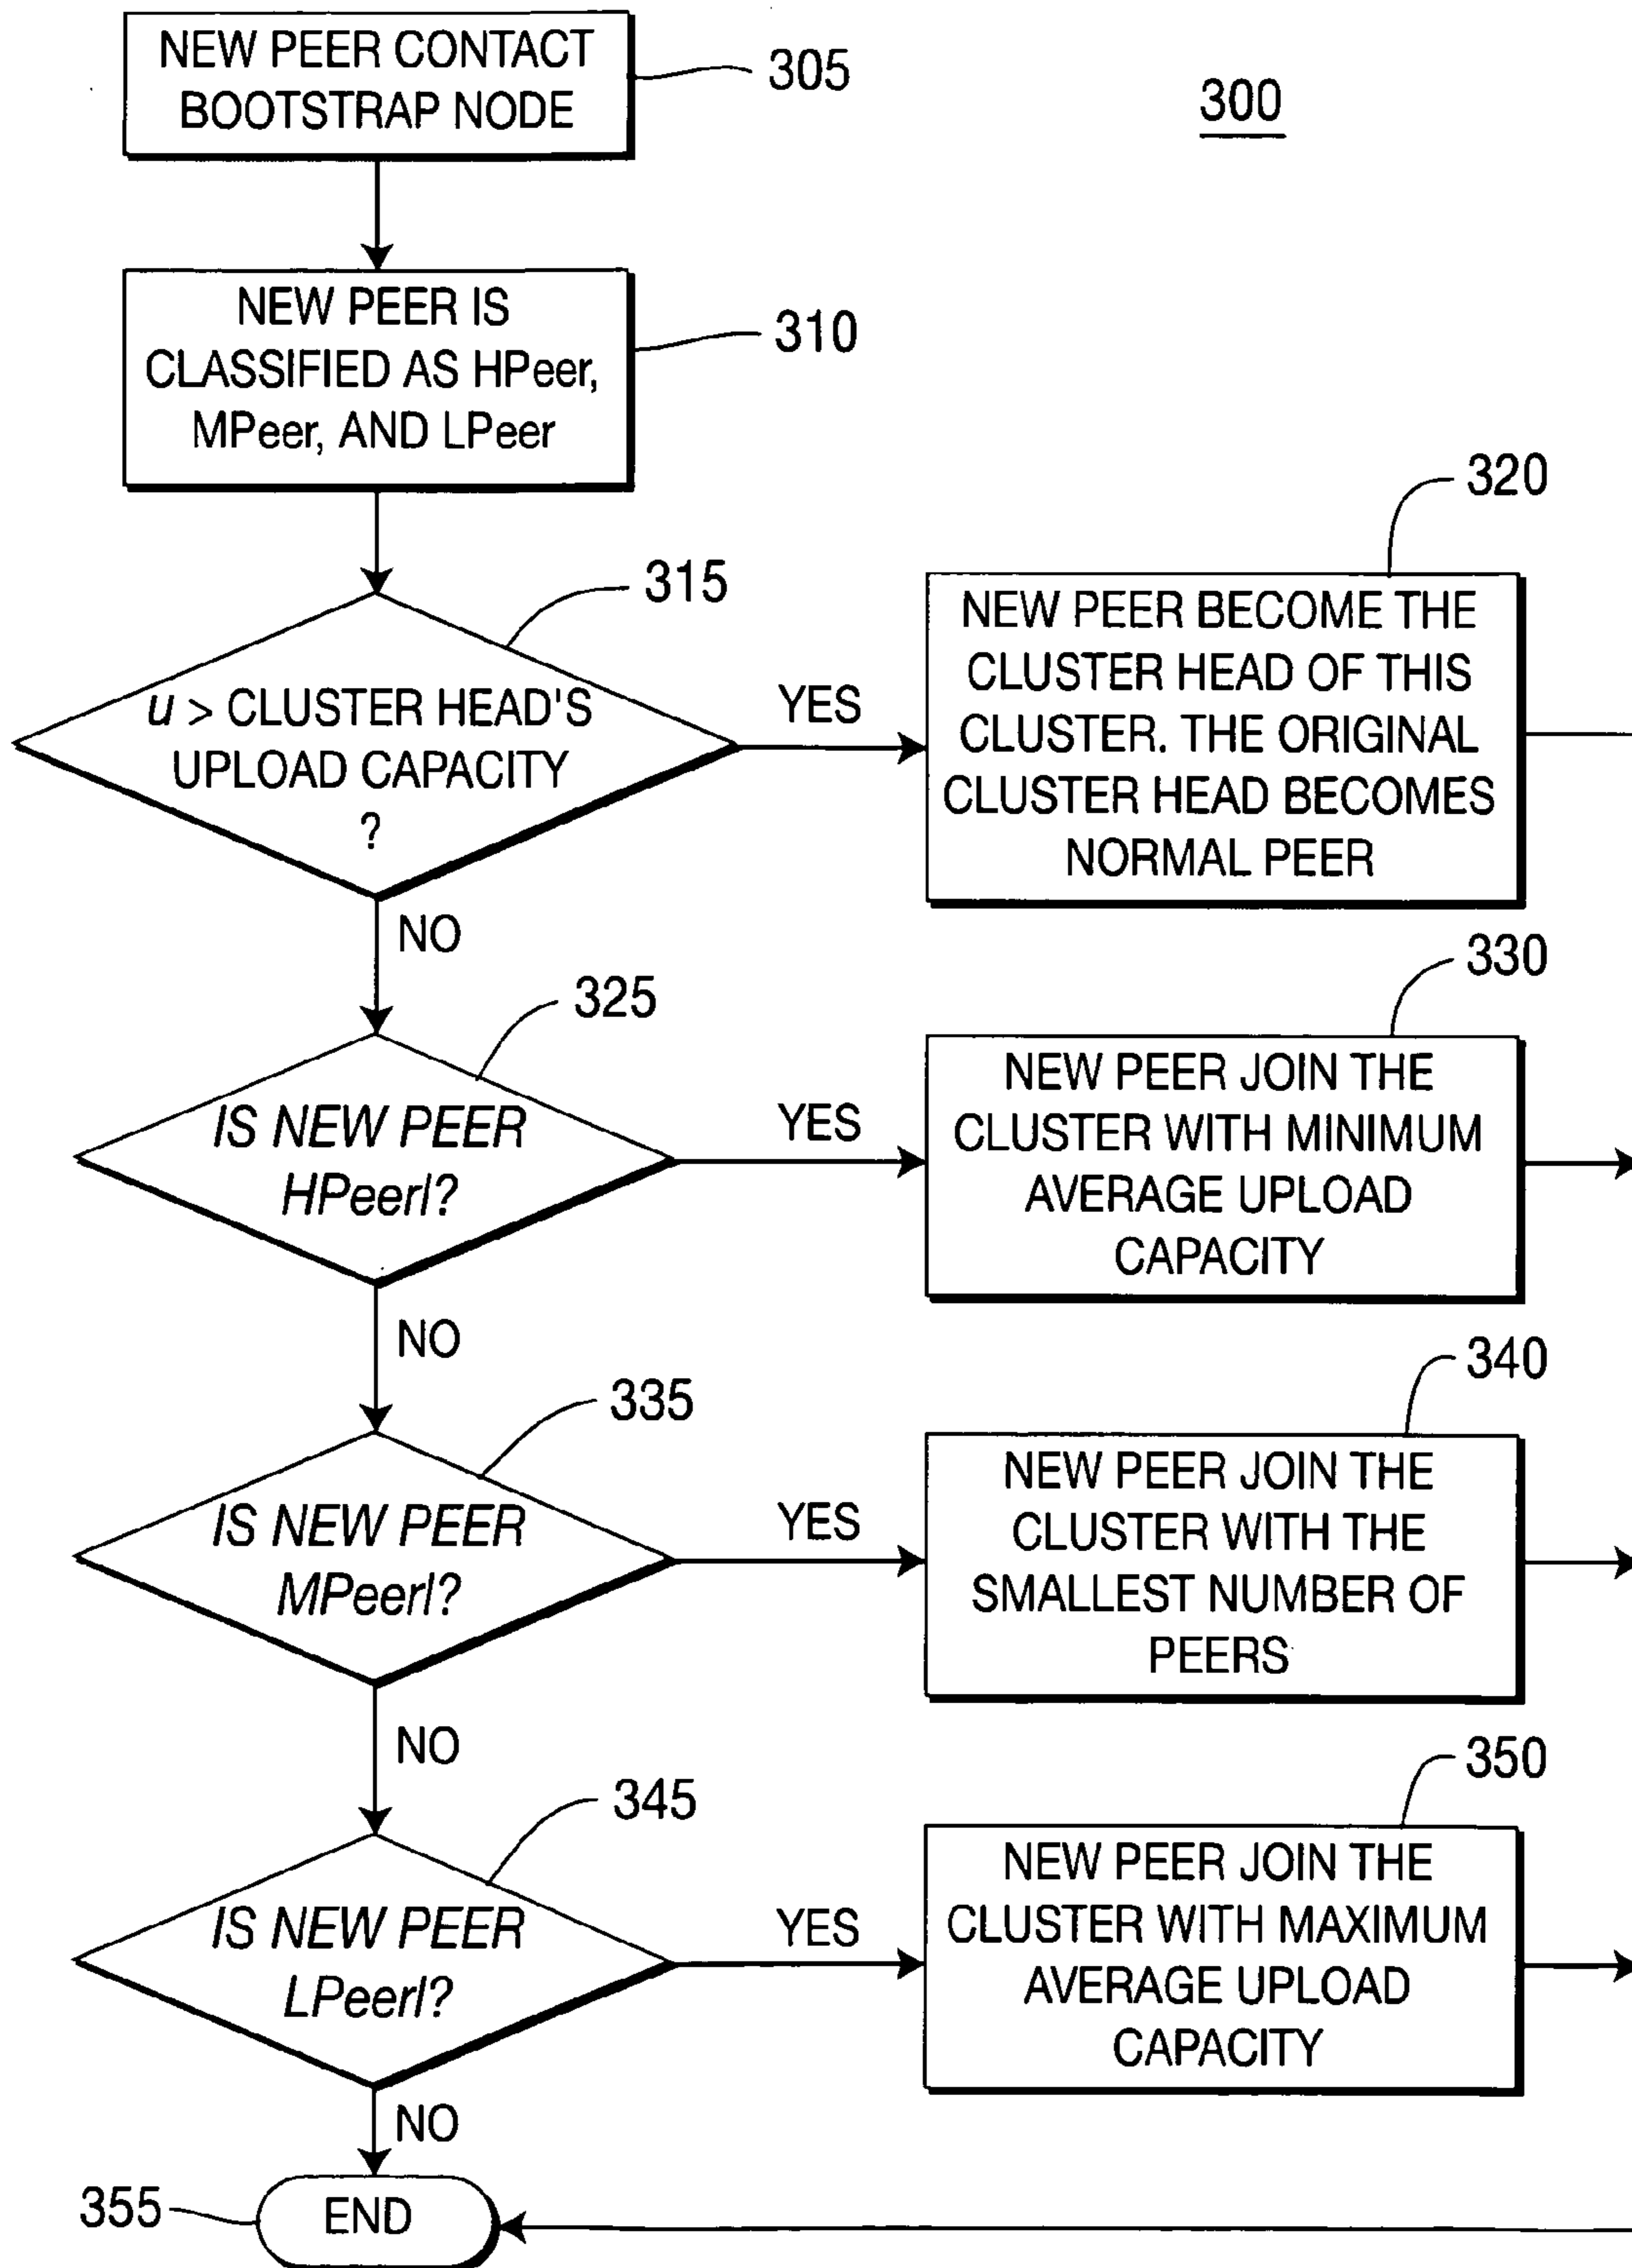 NEW PEER CONTACT
BOOTSTRAP NODE
305
300
NEW PEER IS
CLASSIFIED AS HPeer,
MPeer, AND LPeer
310
315
u > CLUSTER HEAD'S
UPLOAD CAPACITY
?
YES
NO
320
NEW PEER BECOME THE
CLUSTER HEAD OF THIS
CLUSTER. THE ORIGINAL
CLUSTER HEAD BECOMES
NORMAL PEER
325
IS NEW PEER
HPeerI?
YES
NO
330
NEW PEER JOIN THE
CLUSTER WITH MINIMUM
AVERAGE UPLOAD
CAPACITY
335
IS NEW PEER
MPeerI?
YES
NO
340
NEW PEER JOIN THE
CLUSTER WITH THE
SMALLEST NUMBER OF
PEERS
345
IS NEW PEER
LPeerI?
YES
NO
350
NEW PEER JOIN THE
CLUSTER WITH MAXIMUM
AVERAGE UPLOAD
CAPACITY
355
END